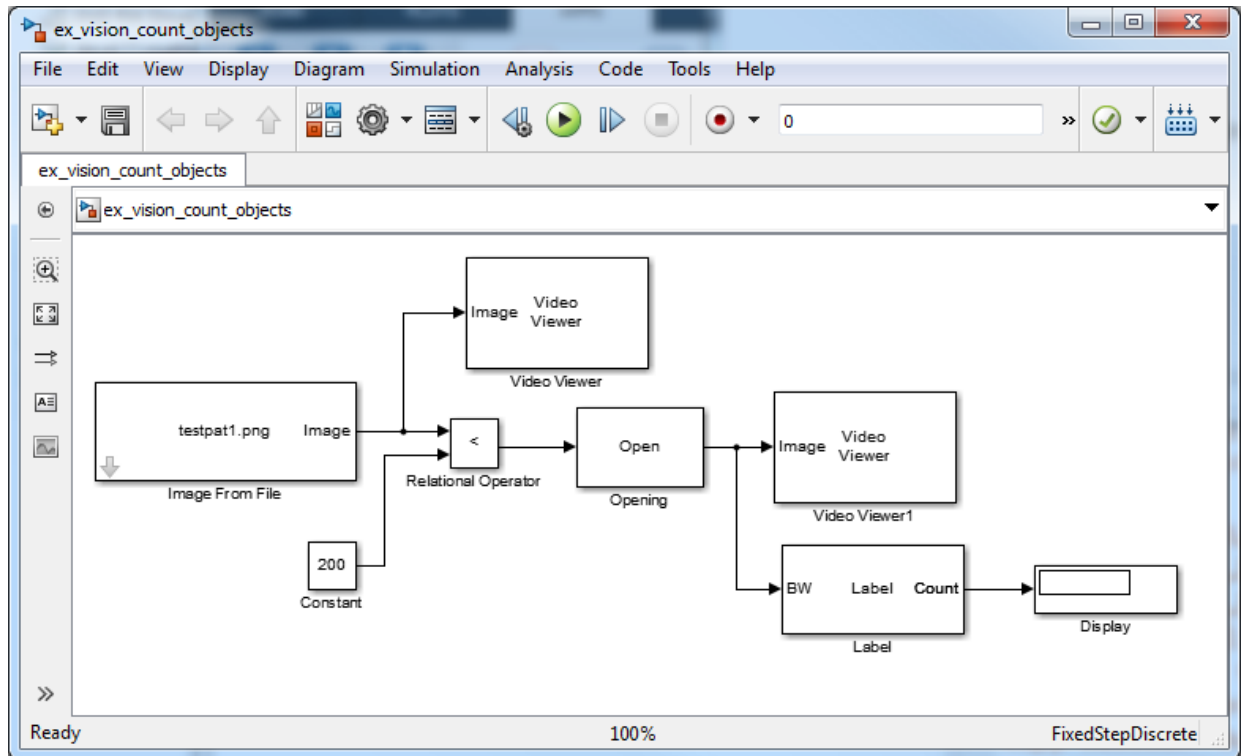 ex_vision_count_objects
File Edit View Display Diagram Simulation Analysis Code Tools Help
0
ex_vision_count_objects
ex_vision_count_objects
Image Video Viewer
Video Viewer
testpat1.png Image
Image From File
<
Relational Operator
Open
Opening
Image Video Viewer
Video Viewer1
200
Constant
BW Label Count
Label
Display
Ready 100% FixedStepDiscrete